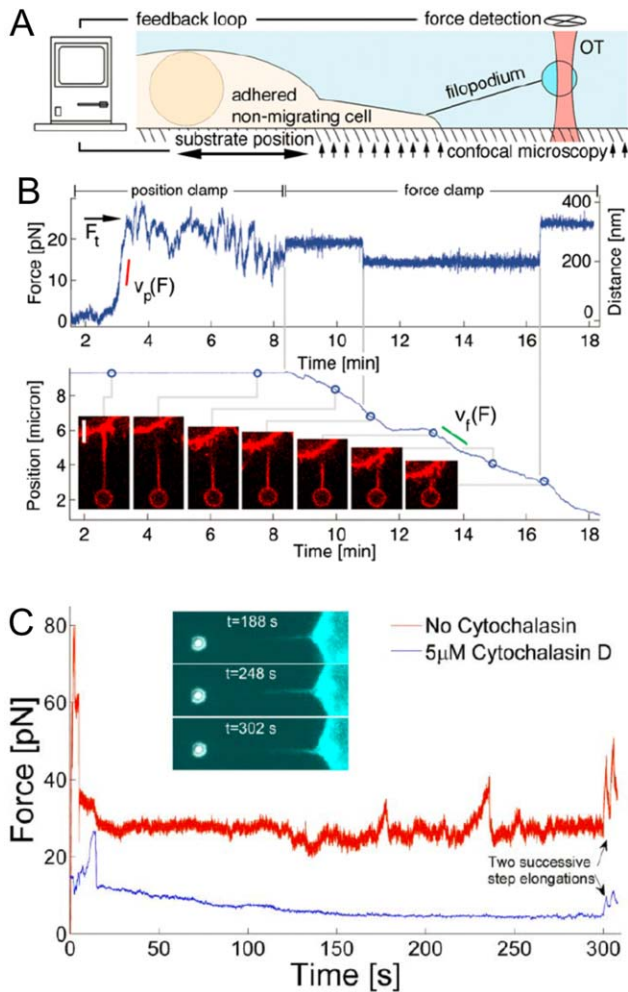 A
feedback loop
force detection
OT
filopodium
adhered
non-migrating cell
substrate position
confocal microscopy
B
position clamp
force clamp
Force [pN]
20
10
0
F_t
v_p(F)
400
200
0
Distance [nm]
2 4 6 8 10 12 14 16 18
Time [min]
Position [micron]
8
6
4
2
v_f(F)
2 4 6 8 10 12 14 16 18
Time [min]
C
80
60
40
20
0
Force [pN]
t=188 s
t=248 s
t=302 s
No Cytochalasin
5μM Cytochalasin D
Two successive
step elongations
0 50 100 150 200 250 300
Time [s]